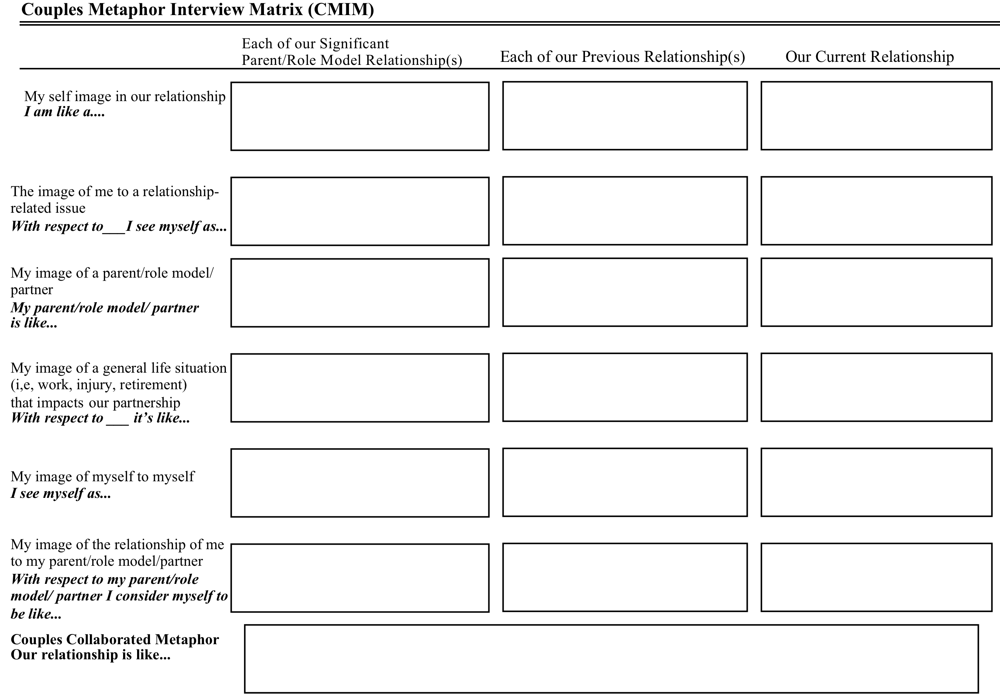 Couples Metaphor Interview Matrix (CMIM)
Each of our Significant
Parent/Role Model Relationship(s)
Each of our Previous Relationship(s)
Our Current Relationship
My self image in our relationship
I am like a....
The image of me to a relationship-
related issue
With respect to___I see myself as...
My image of a parent/role model/
partner
My parent/role model/ partner
is like...
My image of a general life situation
(i,e, work, injury, retirement)
that impacts our partnership
With respect to ___ it’s like...
My image of myself to myself
I see myself as...
My image of the relationship of me
to my parent/role model/partner
With respect to my parent/role
model/ partner I consider myself to
be like...
Couples Collaborated Metaphor
Our relationship is like...